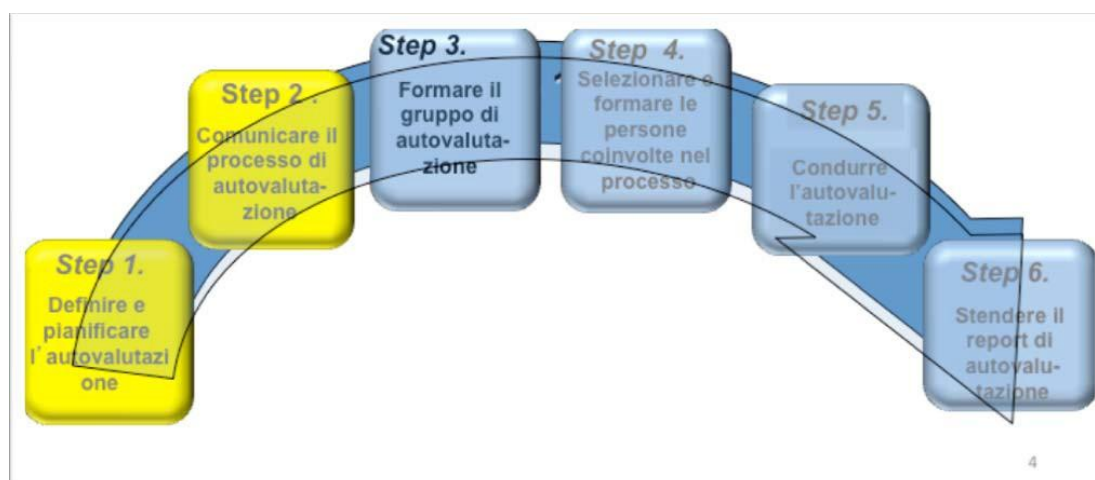 Step 1.
Definire e
pianificare
l'autovalutazi
one
Step 2.
Comunicare il
processo di
autovaluta-
zione
Step 3.
Formare il
gruppo di
autovaluta-
zione
Step 4.
Selezionare e
formare le
persone
coinvolte nel
processo
Step 5.
Condurre
l'autovalu-
tazione
Step 6.
Stendere il
report di
autovalu-
tazione
4